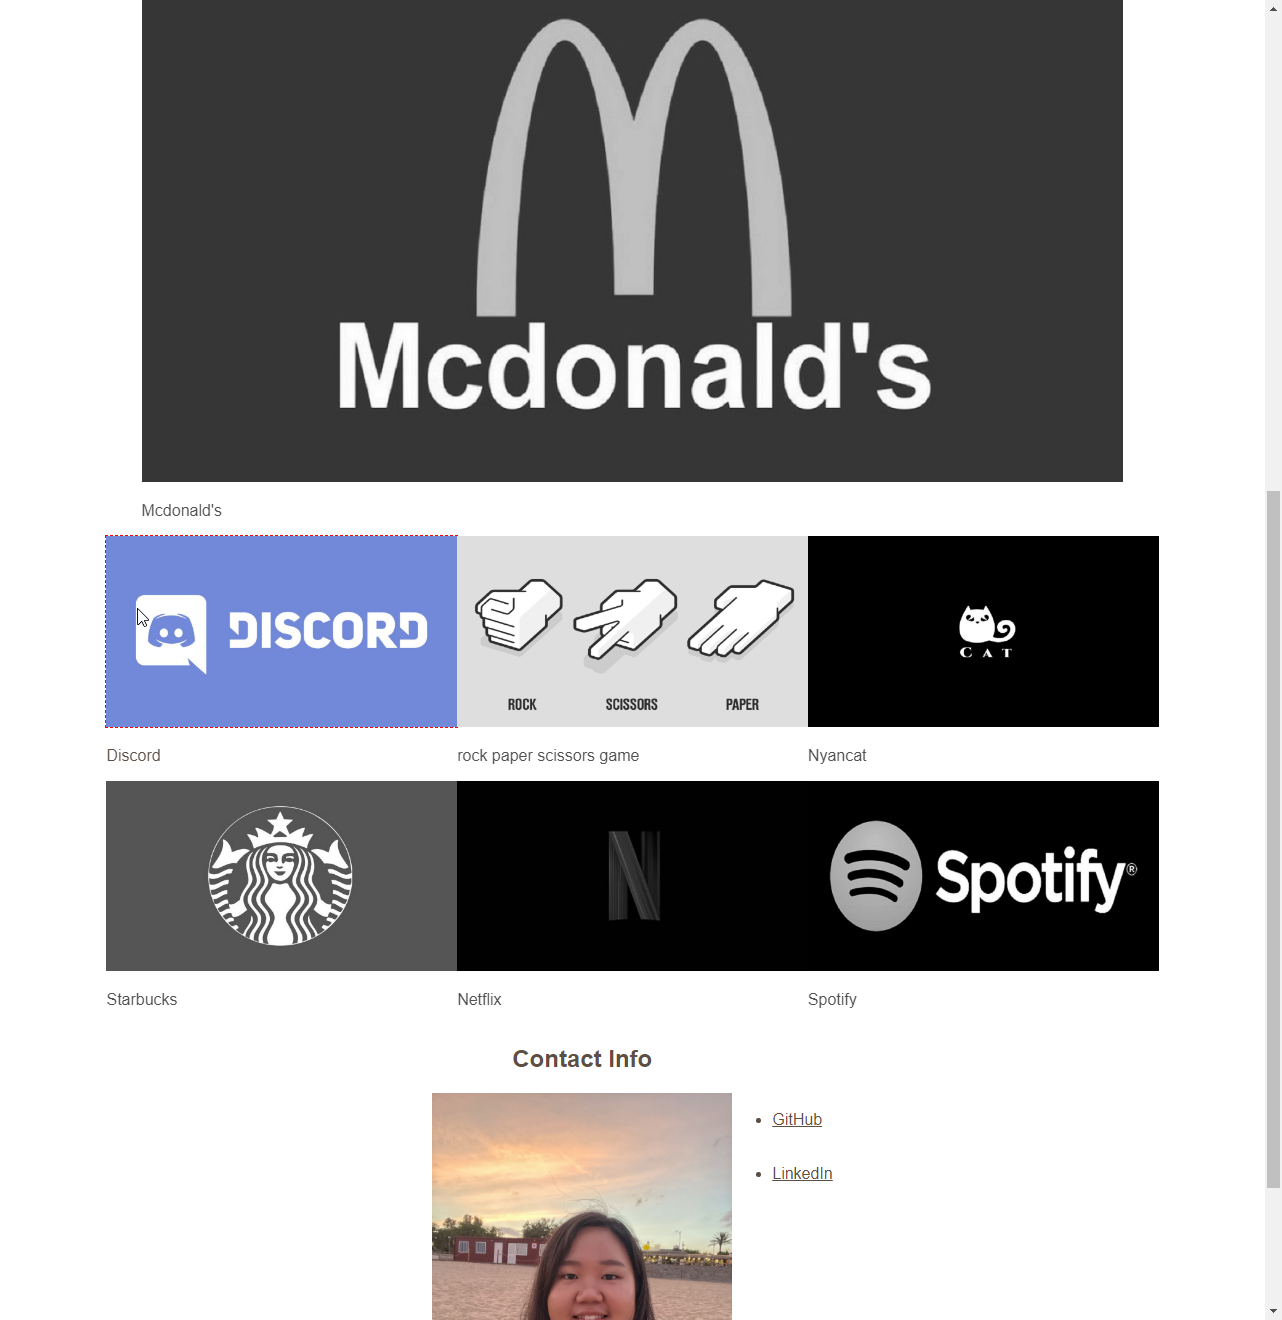 Mcdonald's
Mcdonald's
DISCORD
ROCK SCISSORS PAPER
CAT
Discord rock paper scissors game Nyancat
N
Spotify®
Starbucks Netflix Spotify
Contact Info
GitHub
LinkedIn